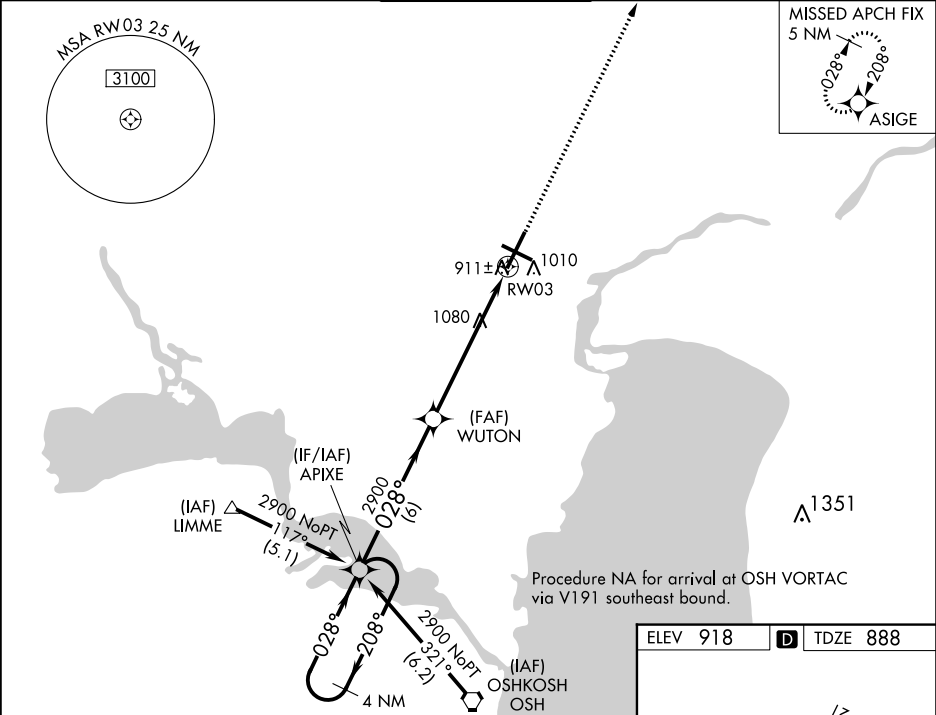 MSA RW03 25 NM
3100
MISSED APCH FIX
5 NM
028°
208°
ASIGE
911±
1010
RW03
1080
(FAF)
WUTON
(IF/IAF)
APIXE
2900
028°
(6)
(IAF)
LIMME
2900 NoPT
117°
(5.1)
1351
Procedure NA for arrival at OSH VORTAC
via V191 southeast bound.
028°
208°
4 NM
2900 NoPT
321°
(6.2)
(IAF)
OSHKOSH
OSH
ELEV 918 D TDZE 888